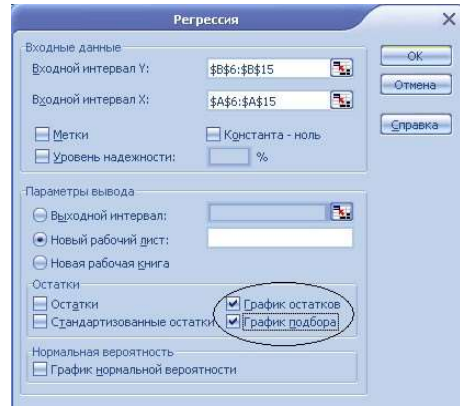 Регрессия
Входные данные
Входной интервал Y: $B$6:$B$15
Входной интервал X: $A$6:$A$15
Метки Константа - ноль
Уровень надежности: %
Параметры вывода
Выходной интервал:
Новый рабочий лист:
Новая рабочая книга
Остатки
Остатки График остатков
Стандартизованные остатки График подбора
Нормальная вероятность
График нормальной вероятности
ОК
Отмена
Справка